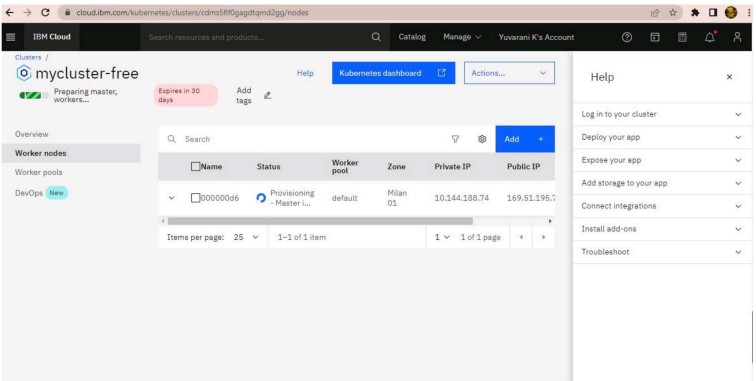 cloud.ibm.com/kubernetes/clusters/cdms5flf0gagdtqmd2gg/nodes
IBM Cloud Search resources and products... Catalog Manage Yuvarani K's Account
Clusters /
mycluster-free
Help Kubernetes dashboard Actions...
Preparing master,
workers...
Expires in 30
days
Add
tags
Overview
Worker nodes
Worker pools
DevOps New
Search
Add +
Name Status Worker
pool Zone Private IP Public IP
000000d6 Provisioning
- Master i... default Milan
01 10.144.188.74 169.51.195.7
Items per page: 25 1–1 of 1 item 1 1 of 1 page
Help ×
Log in to your cluster
Deploy your app
Expose your app
Add storage to your app
Connect integrations
Install add-ons
Troubleshoot